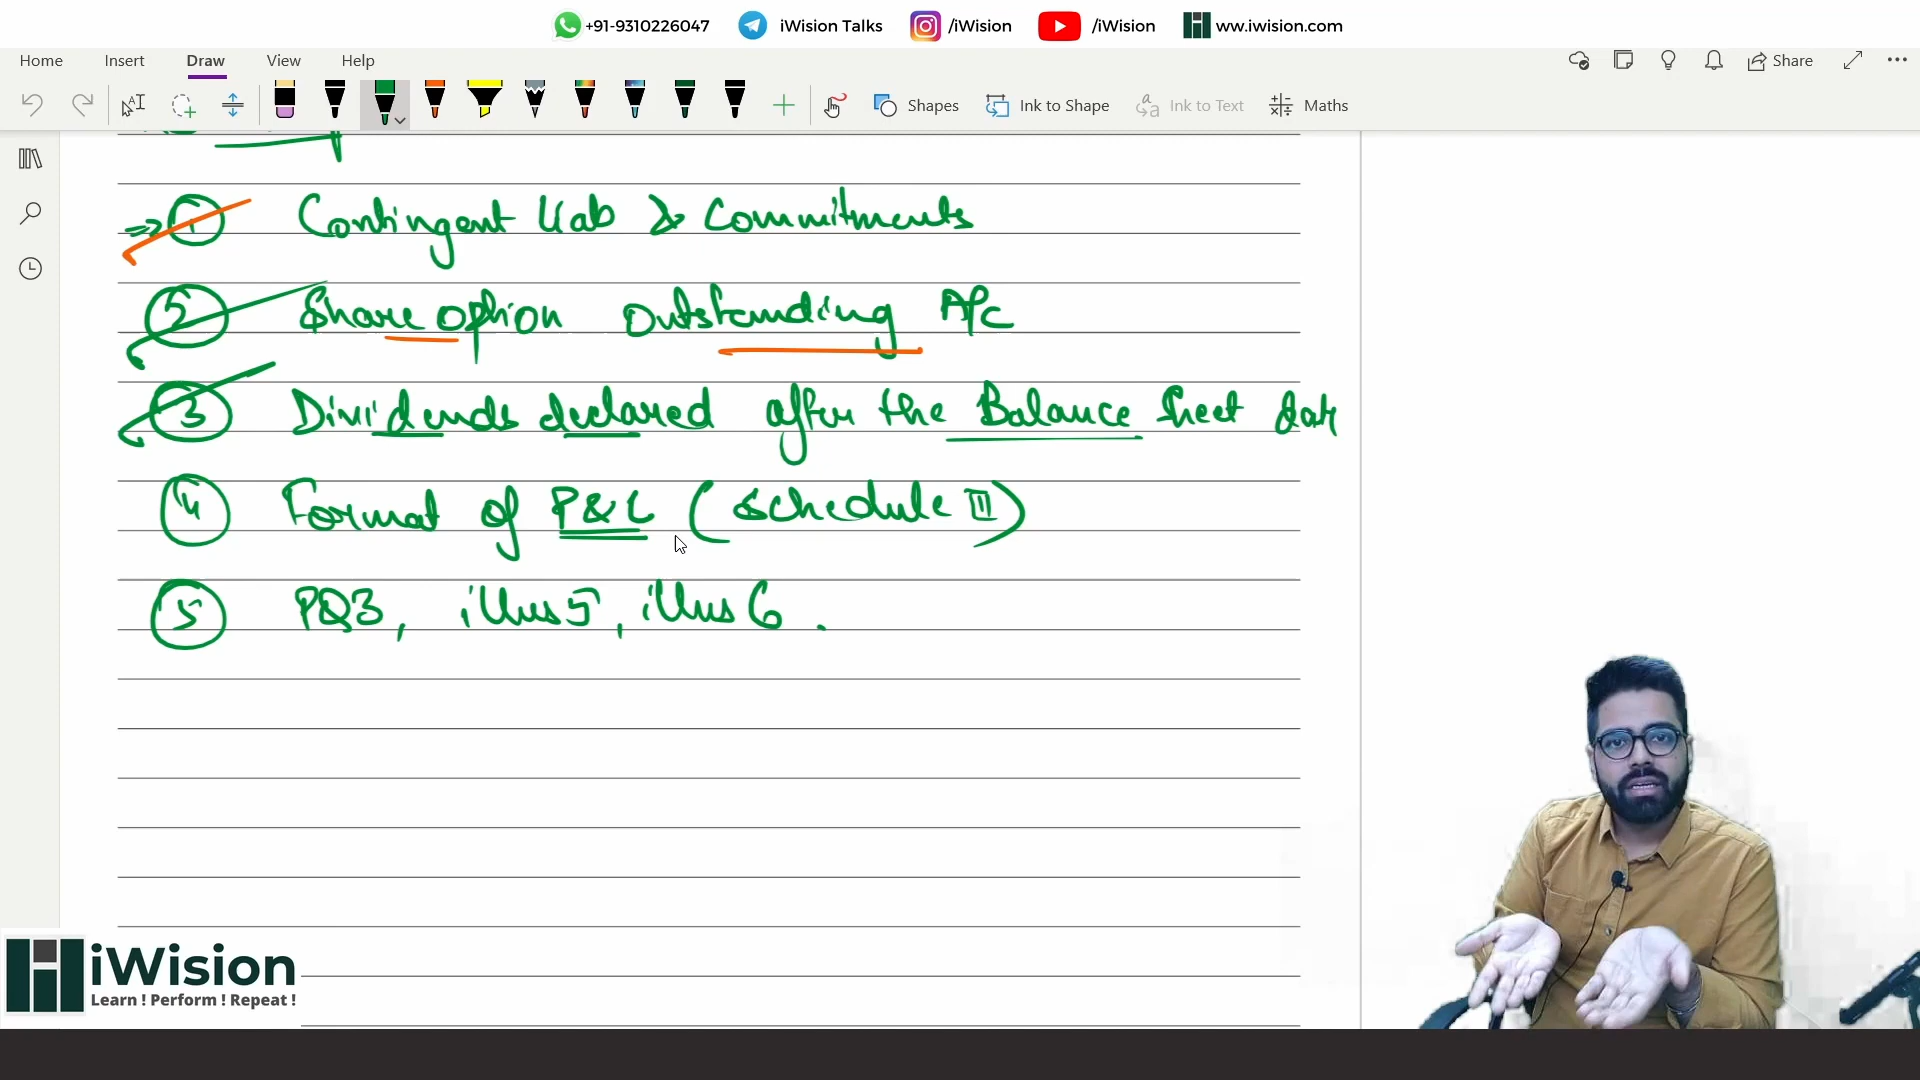 +91-9310226047 iWision Talks /iWision /iWision ww.iwision.com
Home Insert Draw View Help Share
Shapes Ink to Shape Ink to Text Maths
1 Contingent Liab & Commitments
2 Share option Outstanding A/c
3 Dividends declared after the Balance Sheet date
4 Format of P&L (Schedule III)
5 PQ3, illus 5, illus 6.
iWision
Learn ! Perform ! Repeat !